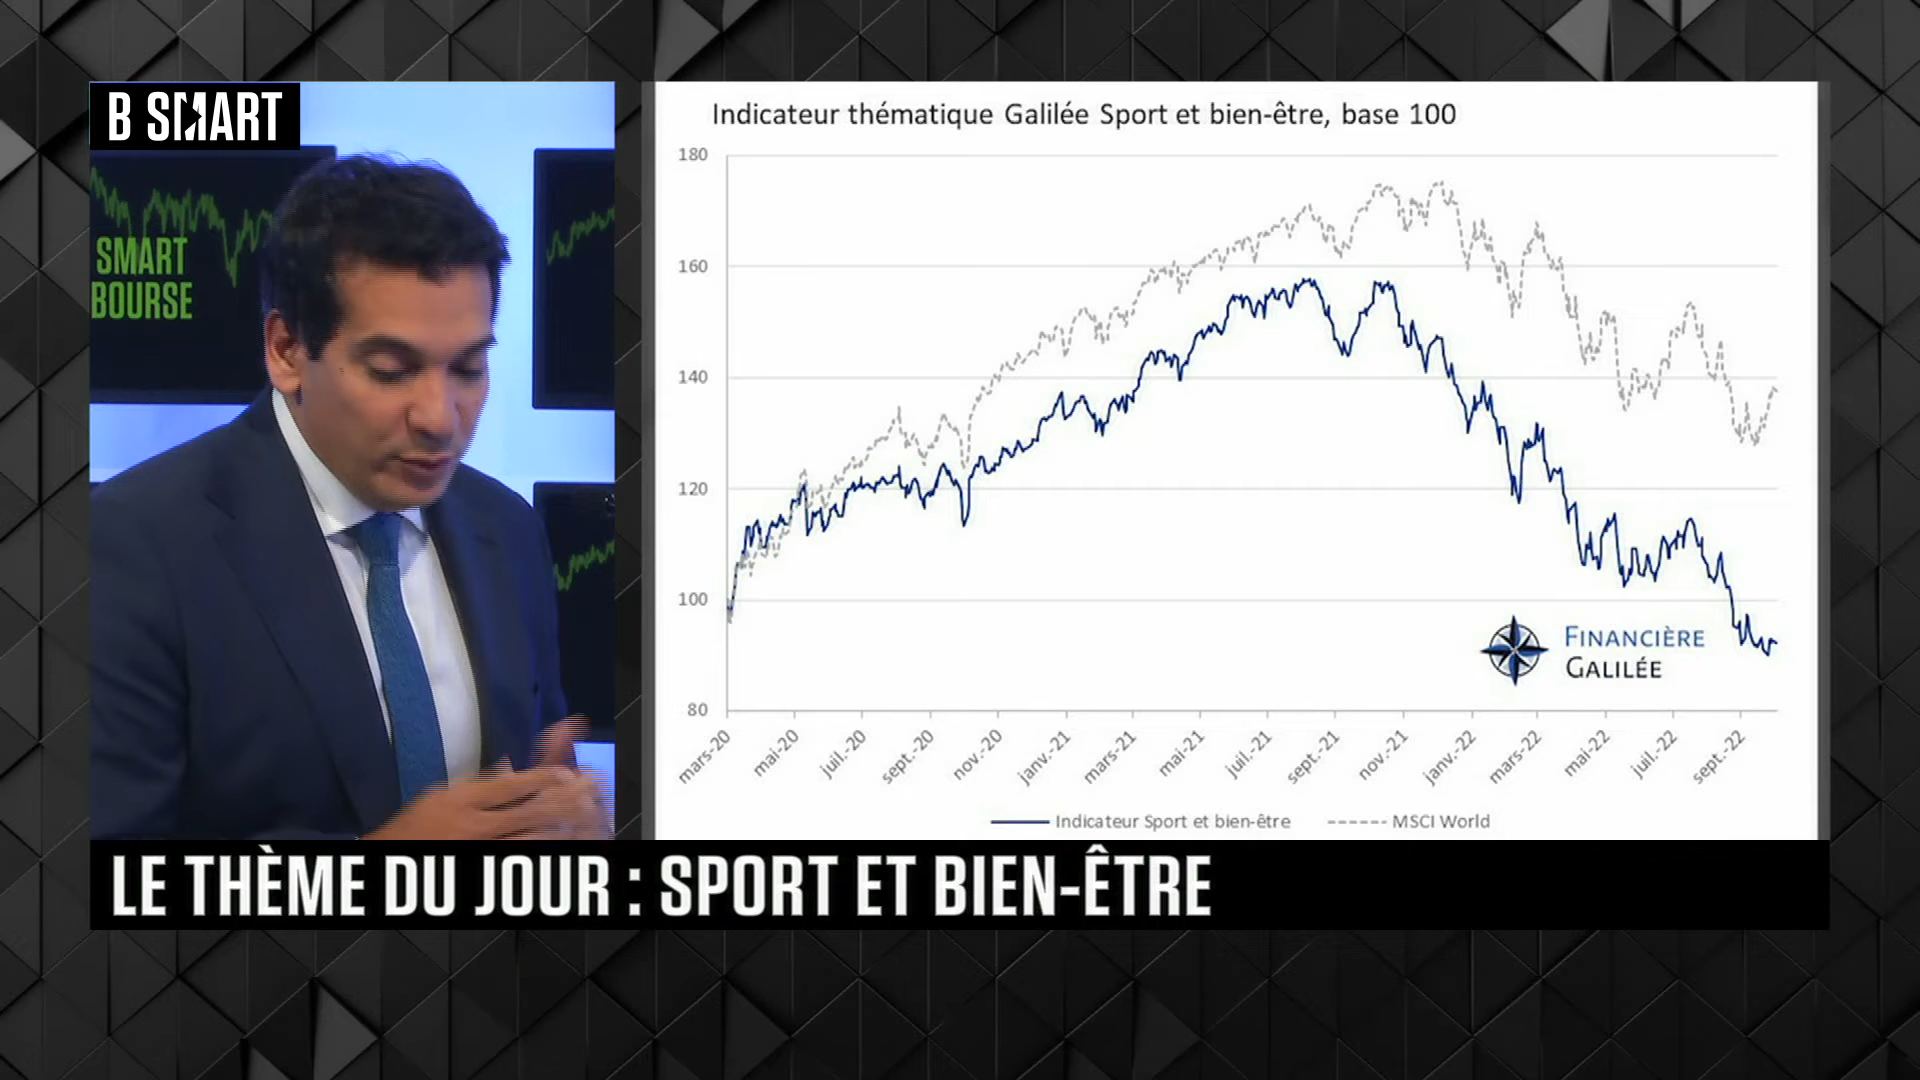 B SMART
SMART
BOURSE
Indicateur thématique Galilée Sport et bien-être, base 100
180
160
140
120
100
80
mars-20
mai-20
juil.-20
sept.-20
nov.-20
janv.-21
mars-21
mai-21
juil.-21
sept.-21
nov.-21
janv.-22
mars-22
mai-22
juil.-22
sept.-22
FINANCIÈRE
GALILÉE
Indicateur Sport et bien-être
MSCI World
LE THÈME DU JOUR : SPORT ET BIEN-ÊTRE